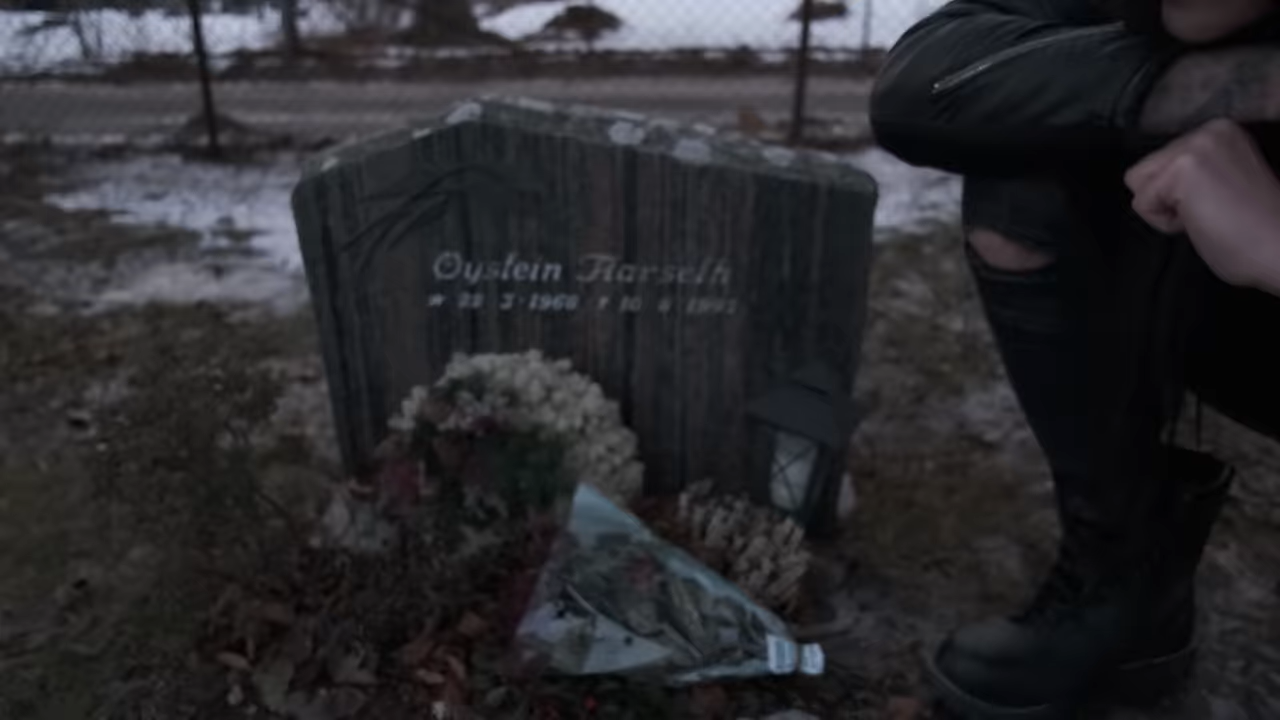 Øystein Aarseth
* 22 · 3 · 1968 † 10 · 8 · 1993